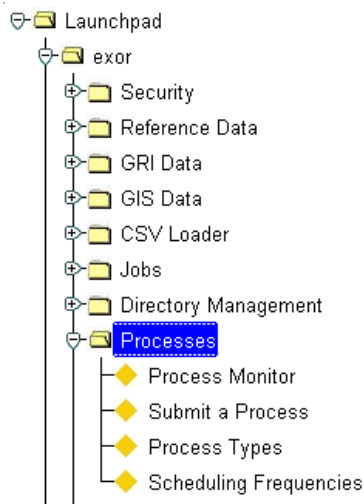 Launchpad
exor
Security
Reference Data
GRI Data
GIS Data
CSV Loader
Jobs
Directory Management
Processes
Process Monitor
Submit a Process
Process Types
Scheduling Frequencies